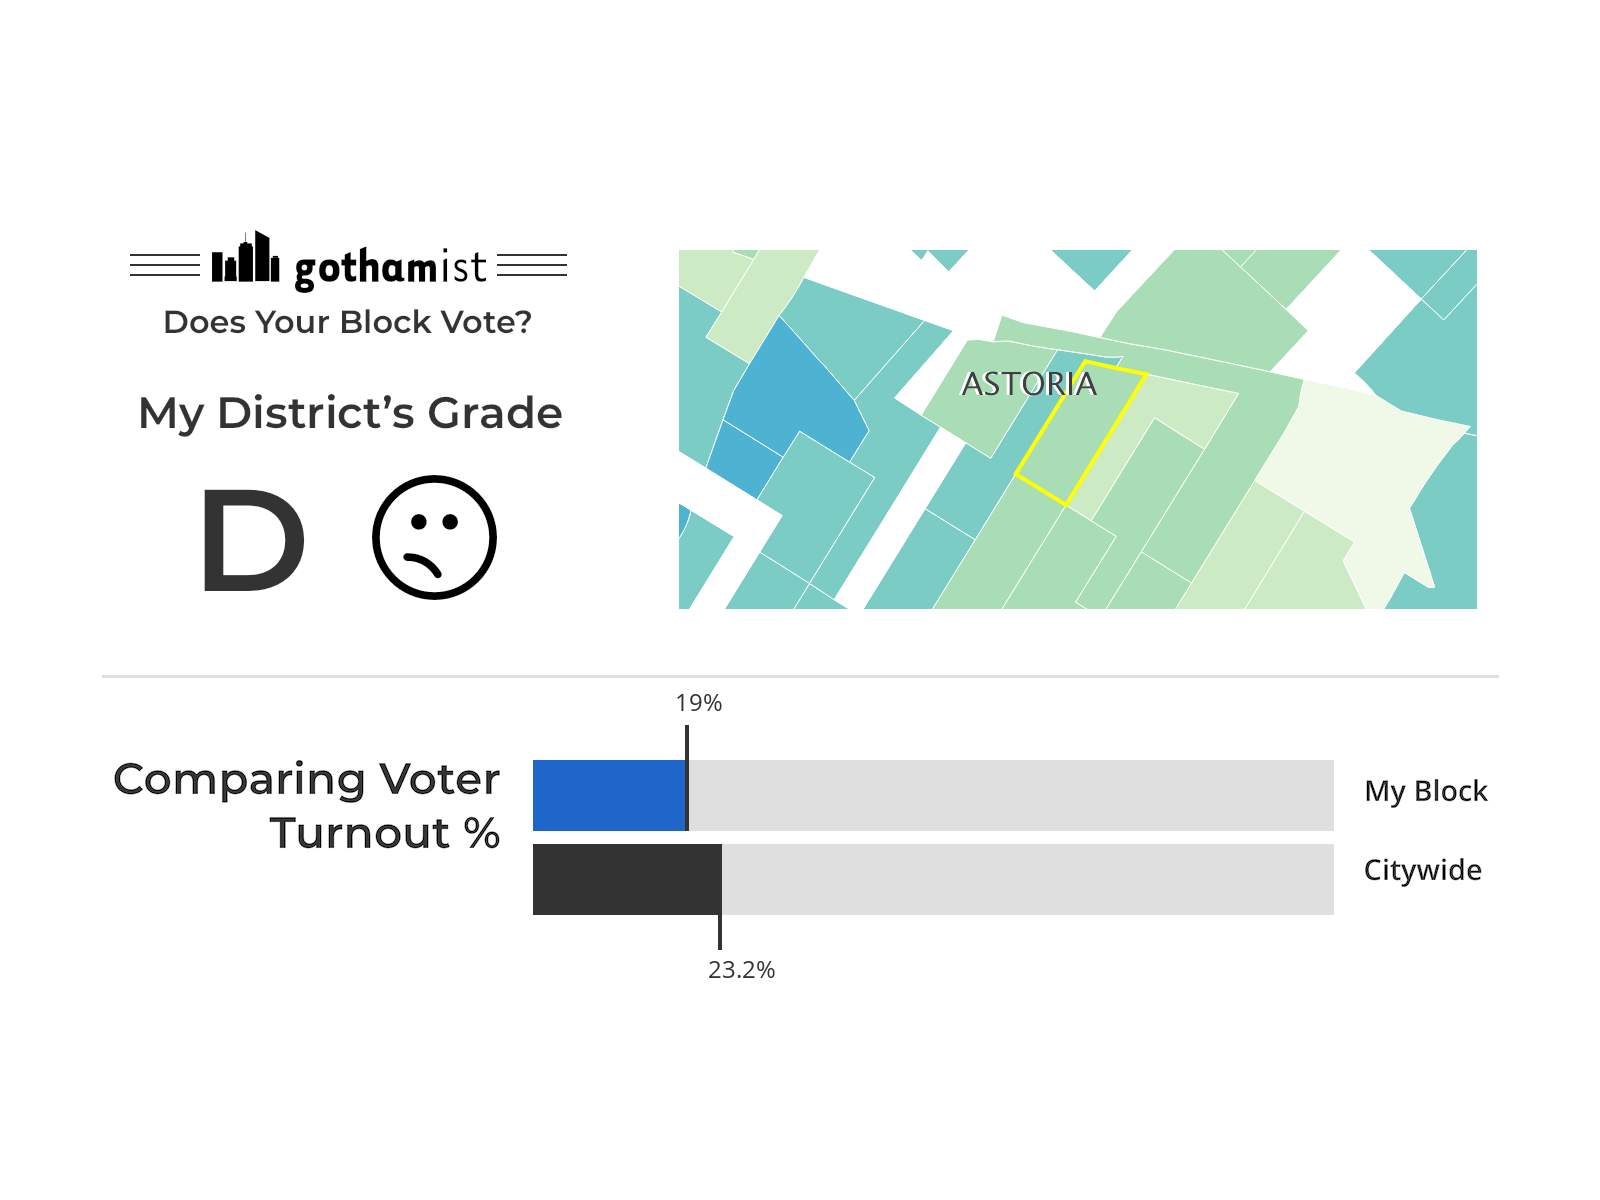 gothamist
Does Your Block Vote?
My District's Grade
D
ASTORIA
19%
Comparing Voter
Turnout %
My Block
Citywide
23.2%